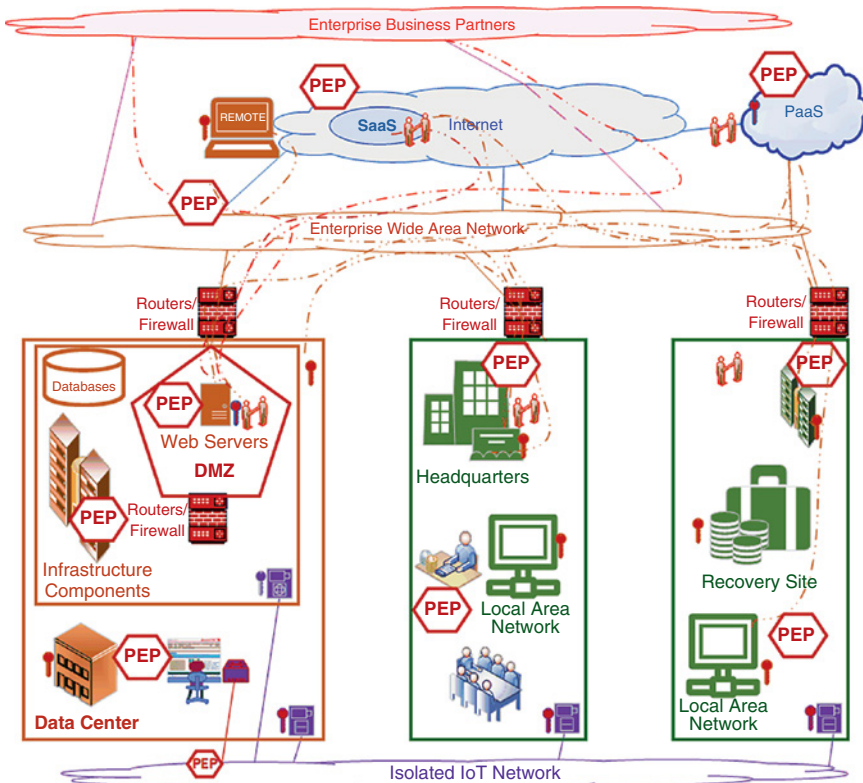 Enterprise Business Partners
PEP
PEP
REMOTE
SaaS
Internet
PaaS
PEP
Enterprise Wide Area Network
Routers/
Firewall
Routers/
Firewall
Routers/
Firewall
Databases
PEP
Web Servers
DMZ
PEP
Routers/
Firewall
Infrastructure
Components
PEP
Data Center
PEP
Headquarters
PEP
Local Area
Network
PEP
Recovery Site
PEP
Local Area
Network
PEP
Isolated IoT Network